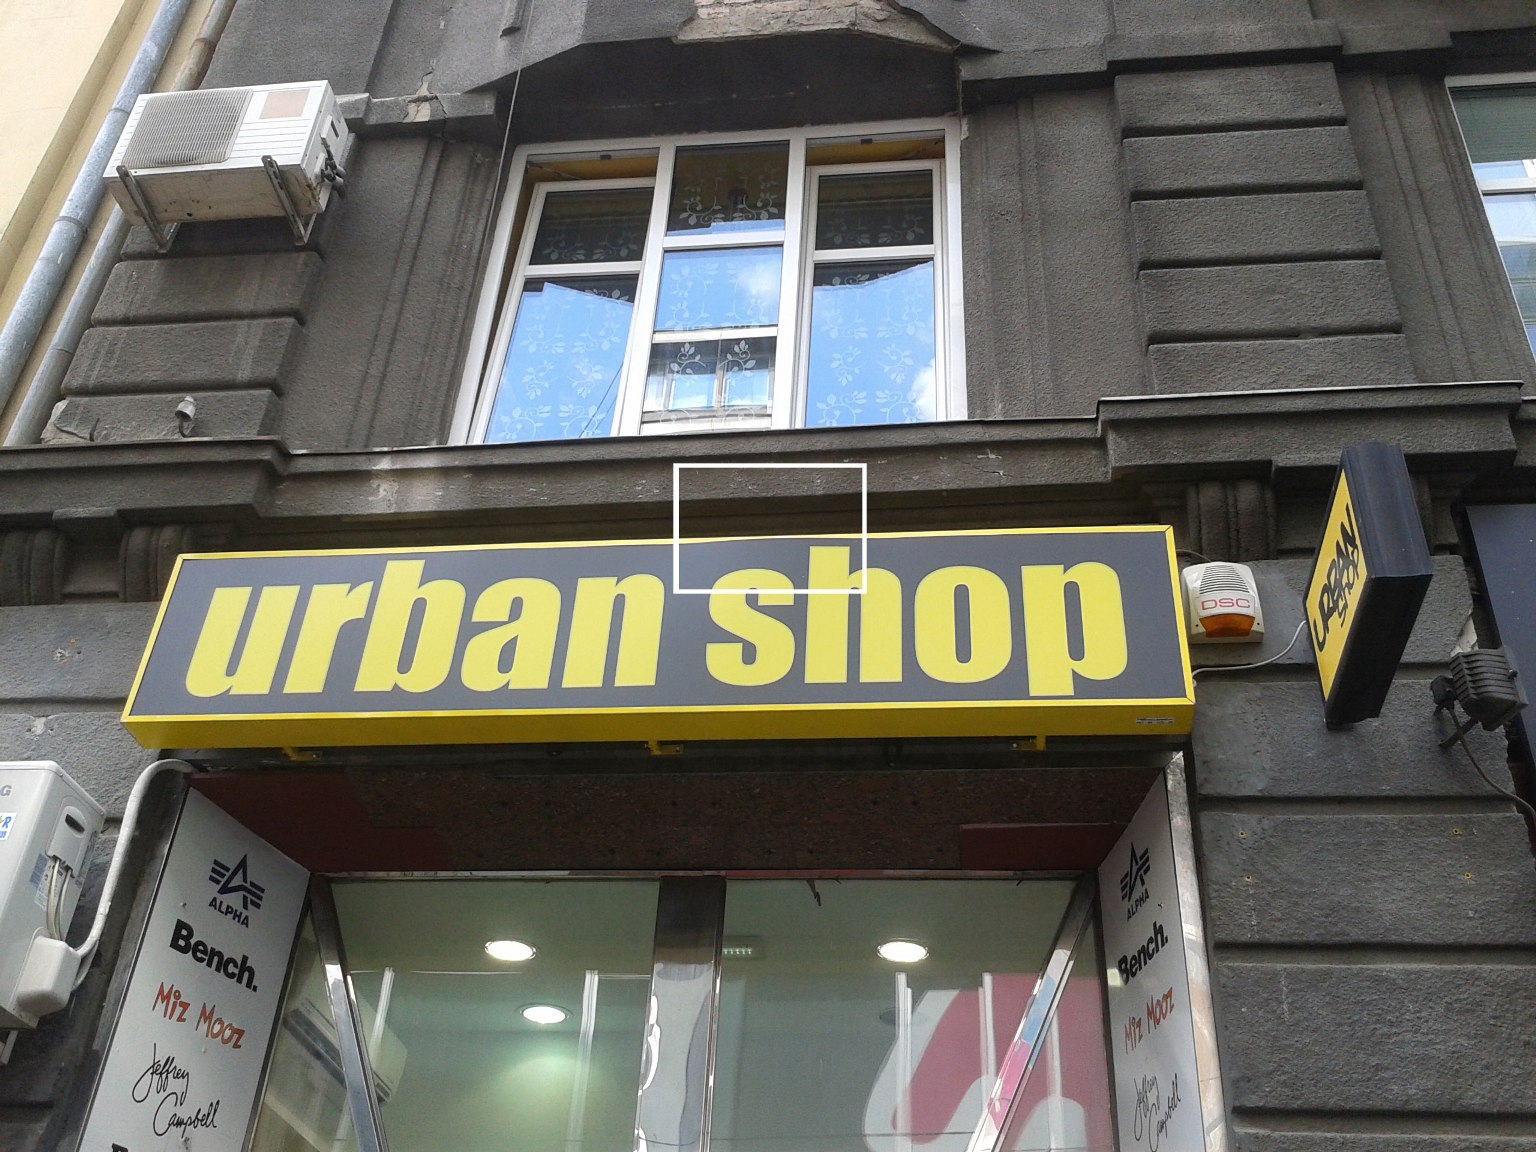 urban shop
URBAN
SHOP
DSC
G
ALPHA
Bench.
Miz Mooz
Jeffrey
Campbell
ALPHA
Bench.
Miz Mooz
Jeffrey
Campbell